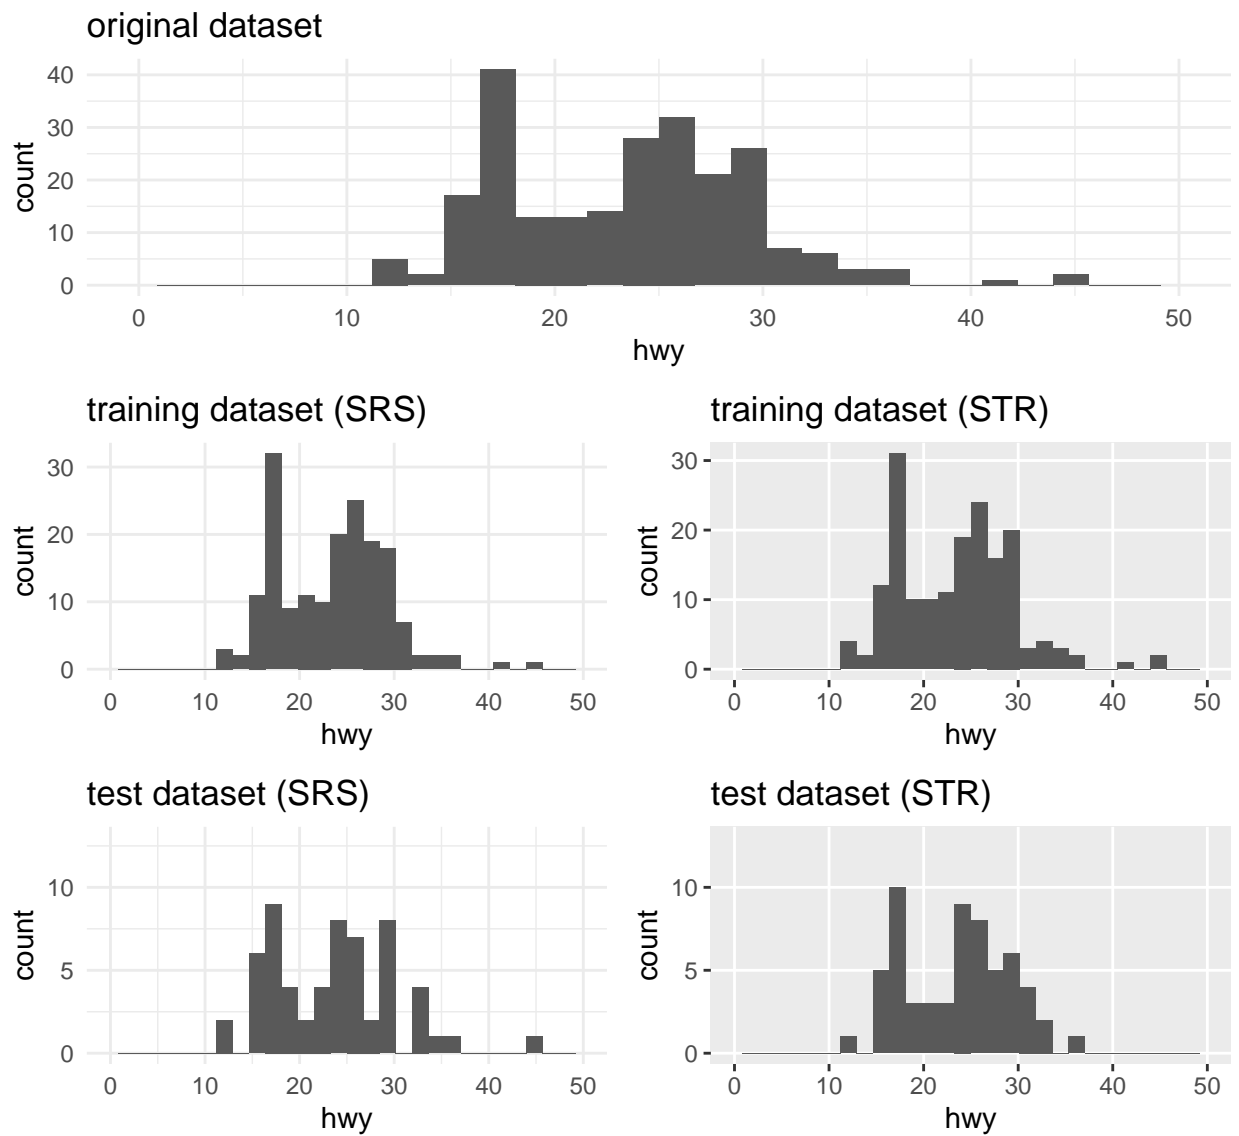 original dataset
40
30
20
10
0
count
0 10 20 30 40 50
hwy
training dataset (SRS)
30
20
10
0
count
0 10 20 30 40 50
hwy
training dataset (STR)
30
20
10
0
count
0 10 20 30 40 50
hwy
test dataset (SRS)
10
5
0
count
0 10 20 30 40 50
hwy
test dataset (STR)
10
5
0
count
0 10 20 30 40 50
hwy